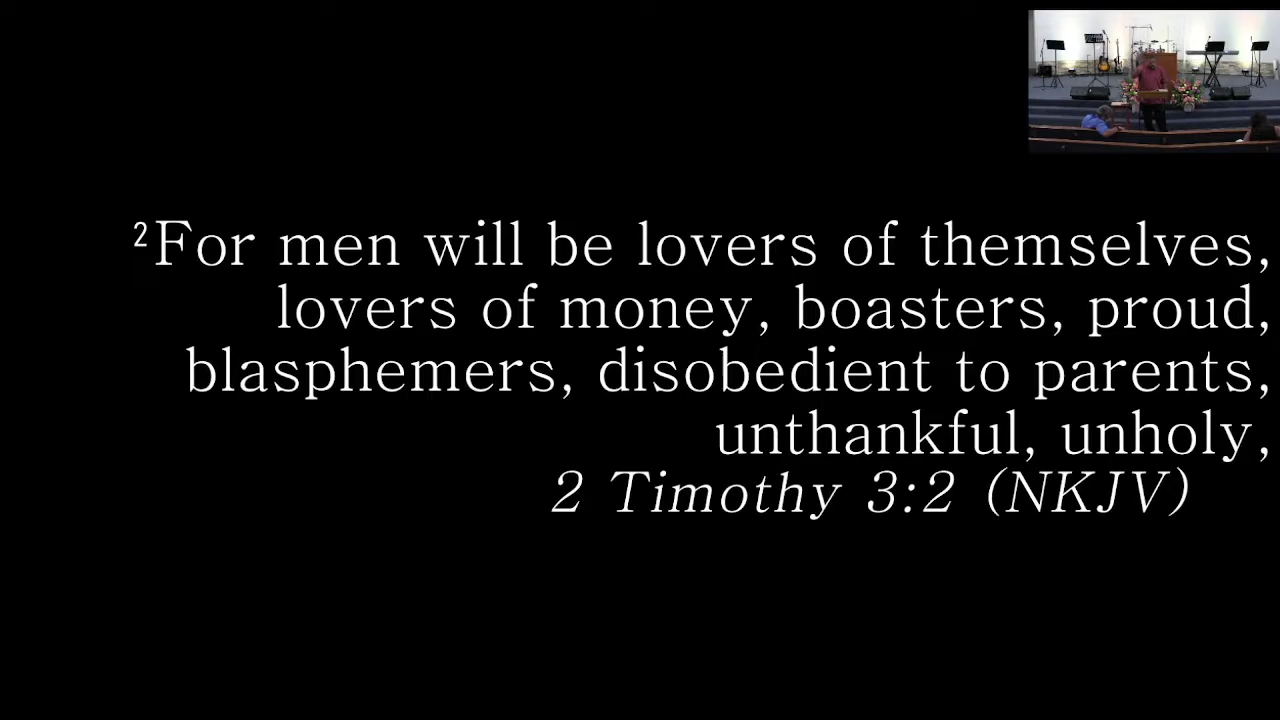 ²For men will be lovers of themselves,
lovers of money, boasters, proud,
blasphemers, disobedient to parents,
unthankful, unholy,
2 Timothy 3:2 (NKJV)